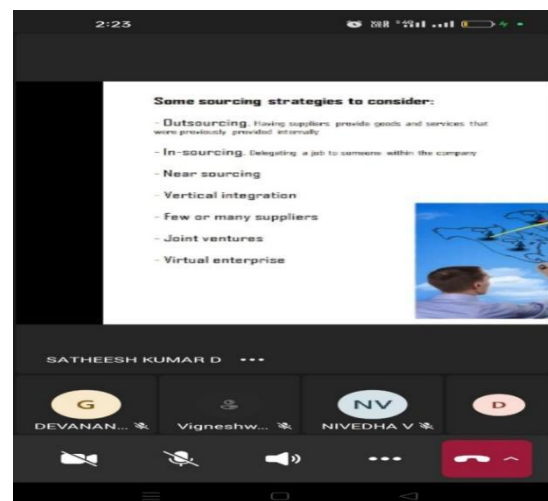 2:23
Some sourcing strategies to consider:
- Outsourcing. Having suppliers provide goods and services that
were previously provided internally
- In-sourcing. Delegating a job to someone within the company
- Near sourcing
- Vertical integration
- Few or many suppliers
- Joint ventures
- Virtual enterprise
SATHEESH KUMAR D •••
G
NV
D
DEVANAN...
Vigneshw...
NIVEDHA V